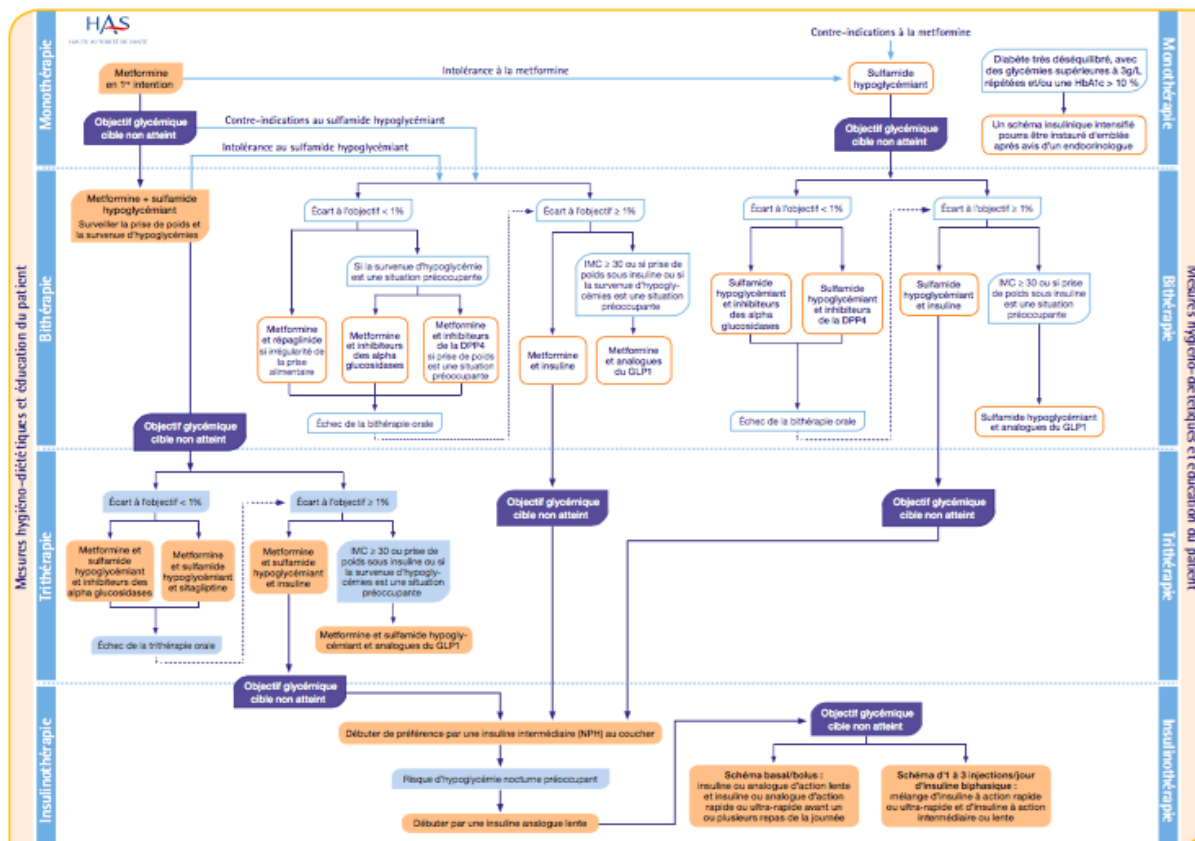 HAS
HAUTE AUTORITÉ DE SANTÉ
Mesures hygiéno-diététiques et éducation du patient
Monothérapie
Contre-indications à la metformine
Metformine
en 1re intention
Intolérance à la metformine
Sulfamide
hypoglycémiant
Diabète très déséquilibré, avec
des glycémies supérieures à 3g/L
répétées et/ou une HbA1c > 10 %
Monothérapie
Objectif glycémique
cible non atteint
Contre-indications au sulfamide hypoglycémiant
Intolérance au sulfamide hypoglycémiant
Objectif glycémique
cible non atteint
Un schéma insulinique intensifié
pourra être instauré d'emblée
après avis d'un endocrinologue
Bithérapie
Metformine + sulfamide
hypoglycémiant
Surveiller la prise de poids et
la survenue d'hypoglycémies
Écart à l'objectif < 1%
Écart à l'objectif ≥ 1%
Écart à l'objectif < 1%
Écart à l'objectif ≥ 1%
Bithérapie
Si la survenue d'hypoglycémie
est une situation préoccupante
IMC ≥ 30 ou si prise de
poids sous insuline ou si
la survenue d'hypogly-
cémies est une situation
préoccupante
Sulfamide
hypoglycémiant
et inhibiteurs
des alpha
glucosidases
Sulfamide
hypoglycémiant
et inhibiteurs
de la DPP4
Sulfamide
hypoglycémiant
et insuline
IMC ≥ 30 ou si prise
de poids sous insuline
est une situation
préoccupante
Metformine
et répaglinide
si irrégularité de
la prise
alimentaire
Metformine
et inhibiteurs
des alpha
glucosidases
Metformine
et inhibiteurs
de la DPP4
si prise de poids
est une situation
préoccupante
Metformine
et insuline
Metformine
et analogues
du GLP1
Échec de la bithérapie orale
Échec de la bithérapie orale
Sulfamide hypoglycémiant
et analogues du GLP1
Objectif glycémique
cible non atteint
Trithérapie
Écart à l'objectif < 1%
Écart à l'objectif ≥ 1%
Objectif glycémique
cible non atteint
Objectif glycémique
cible non atteint
Trithérapie
Metformine et
sulfamide
hypoglycémiant
et inhibiteurs des
alpha glucosidases
Metformine
et sulfamide
hypoglycémiant
et sitagliptine
Metformine
et sulfamide
hypoglycémiant
et insuline
IMC ≥ 30 ou prise de
poids sous insuline ou si
la survenue d'hypogly-
cémies est une situation
préoccupante
Échec de la trithérapie orale
Metformine et sulfamide hypogly-
cémiant et analogues du GLP1
Insulinothérapie
Objectif glycémique
cible non atteint
Débuter de préférence par une insuline intermédiaire (NPH) au coucher
Risque d'hypoglycémie nocturne préoccupant
Débuter par une insuline analogue lente
Objectif glycémique
cible non atteint
Schéma basal/bolus :
insuline ou analogue d'action lente
et insuline ou analogue d'action
rapide ou ultra-rapide avant un
ou plusieurs repas de la journée
Schéma d'1 à 3 injections/jour
d'insuline biphasique :
mélange d'insuline à action rapide
ou ultra-rapide et d'insuline à action
intermédiaire ou lente
Insulinothérapie
Mesures hygiéno-diététiques et éducation du patient